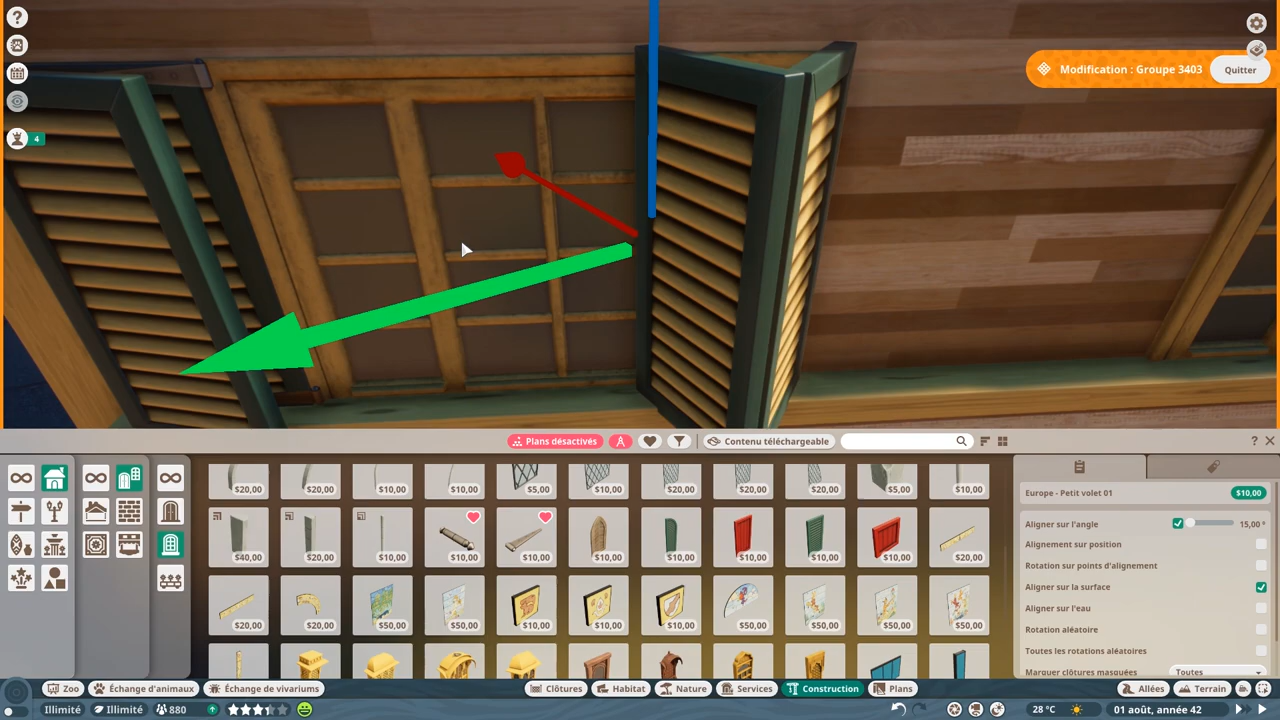 ?
4
Modification : Groupe 3403
Quitter
Plans désactivés
Contenu téléchargeable
?
$20,00 $20,00 $10,00 $10,00 $5,00 $10,00 $20,00 $20,00 $20,00 $5,00 $10,00
$40,00 $20,00 $10,00 $10,00 $10,00 $10,00 $10,00 $10,00 $10,00 $10,00 $20,00
$20,00 $20,00 $50,00 $50,00 $10,00 $10,00 $10,00 $50,00 $50,00 $50,00 $50,00
Europe - Petit volet 01 $10,00
Aligner sur l'angle 15,00 °
Alignement sur position
Rotation sur points d'alignement
Aligner sur la surface
Aligner sur l'eau
Rotation aléatoire
Toutes les rotations aléatoires
Marquer clôtures masquées Toutes
Zoo Échange d'animaux Échange de vivariums Clôtures Habitat Nature Services Construction Plans Allées Terrain
Illimité Illimité 880 28 °C 01 août, année 42